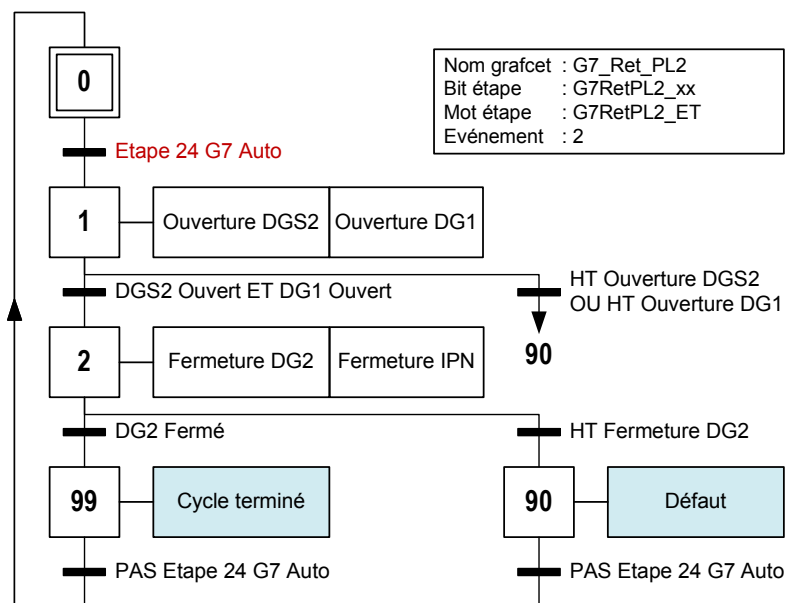 0
Nom grafcet : G7_Ret_PL2
Bit étape : G7RetPL2_xx
Mot étape : G7RetPL2_ET
Evénement : 2
Etape 24 G7 Auto
1
Ouverture DGS2
Ouverture DG1
DGS2 Ouvert ET DG1 Ouvert
HT Ouverture DGS2
OU HT Ouverture DG1
90
2
Fermeture DG2
Fermeture IPN
DG2 Fermé
HT Fermeture DG2
99
Cycle terminé
90
Défaut
PAS Etape 24 G7 Auto
PAS Etape 24 G7 Auto